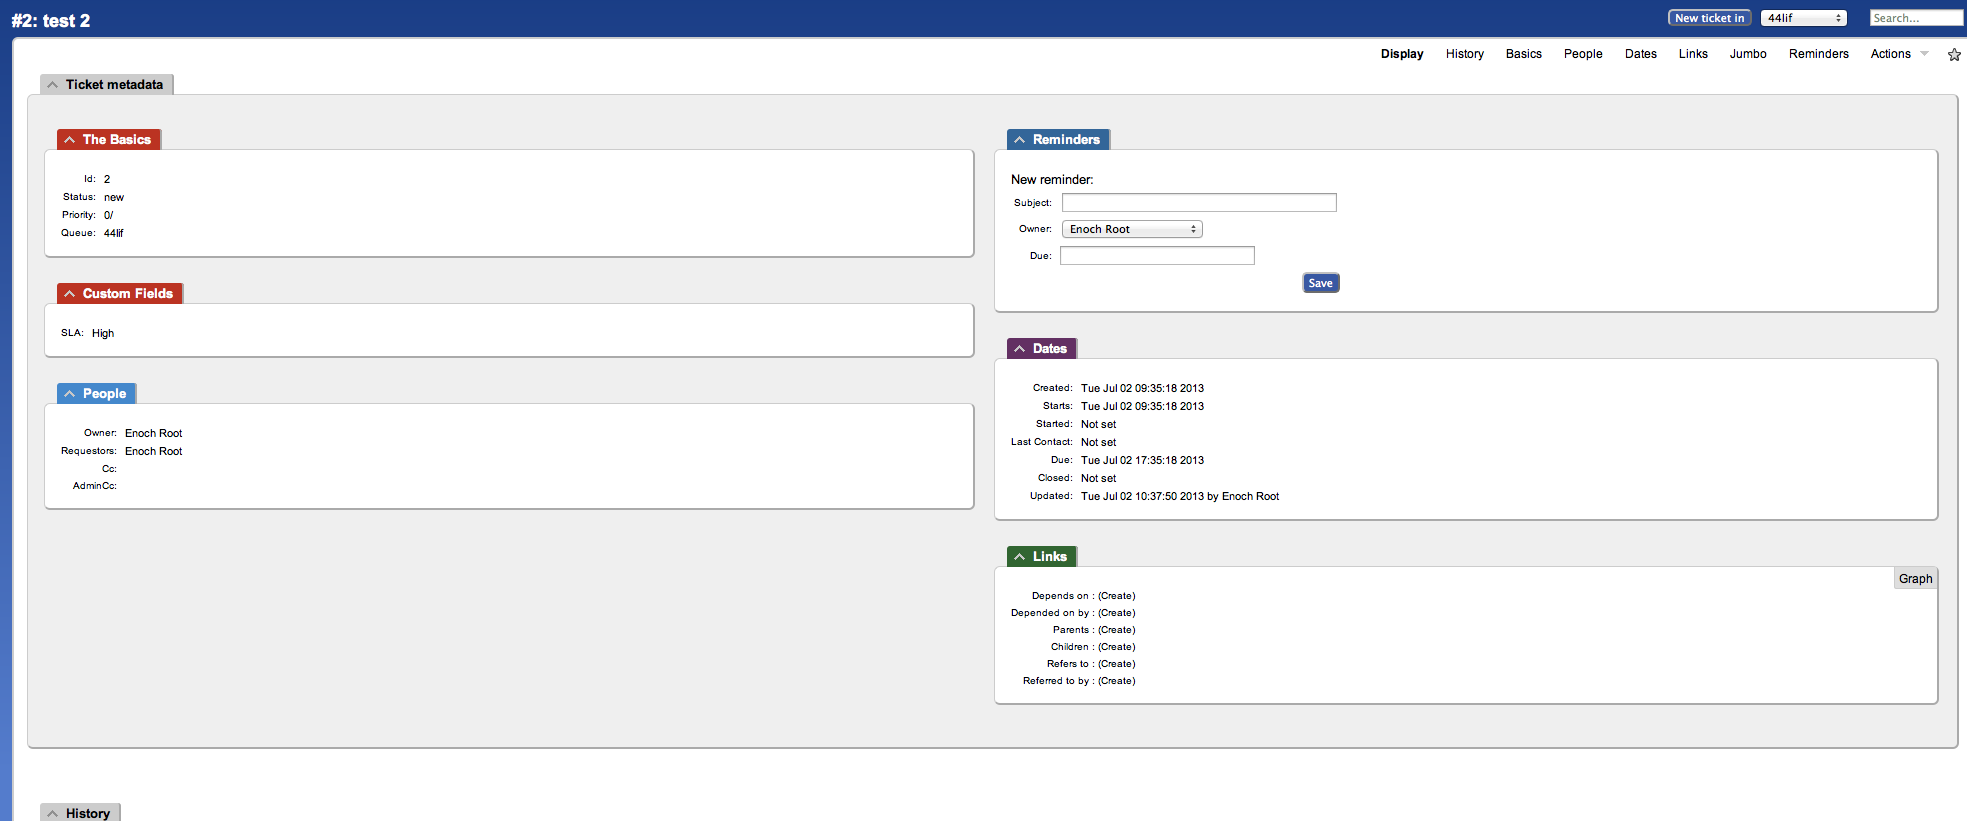 #2: test 2
New ticket in 44lif Search...
Display History Basics People Dates Links Jumbo Reminders Actions
Ticket metadata
The Basics
Id: 2
Status: new
Priority: 0/
Queue: 44lif
Custom Fields
SLA: High
People
Owner: Enoch Root
Requestors: Enoch Root
Cc:
AdminCc:
Reminders
New reminder:
Subject:
Owner: Enoch Root
Due:
Save
Dates
Created: Tue Jul 02 09:35:18 2013
Starts: Tue Jul 02 09:35:18 2013
Started: Not set
Last Contact: Not set
Due: Tue Jul 02 17:35:18 2013
Closed: Not set
Updated: Tue Jul 02 10:37:50 2013 by Enoch Root
Links
Graph
Depends on : (Create)
Depended on by : (Create)
Parents : (Create)
Children : (Create)
Refers to : (Create)
Referred to by : (Create)
History